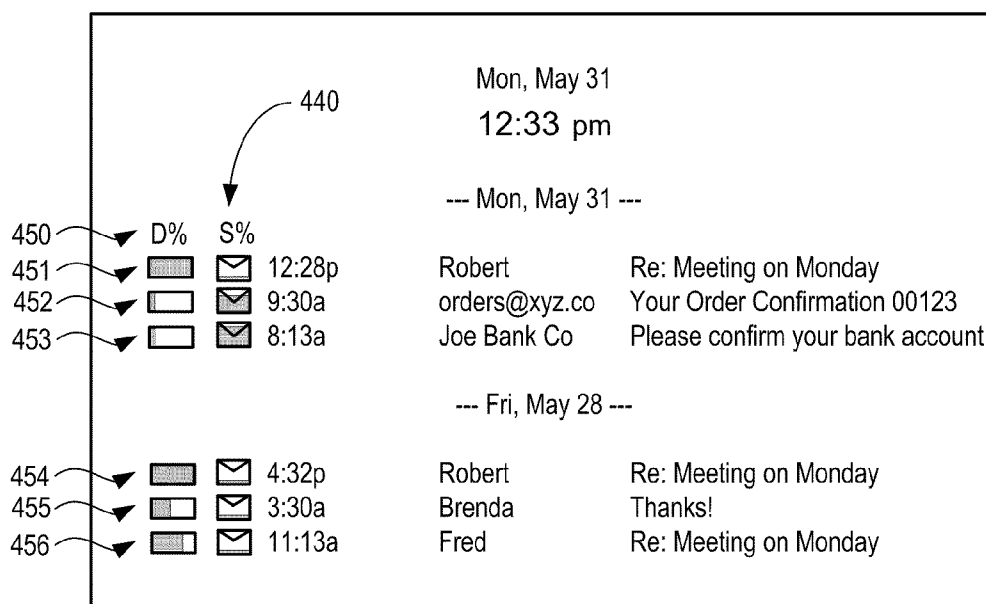 Mon, May 31
440
12:33 pm
--- Mon, May 31 ---
450 D% S%
451 12:28p Robert Re: Meeting on Monday
452 9:30a orders@xyz.co Your Order Confirmation 00123
453 8:13a Joe Bank Co Please confirm your bank account
--- Fri, May 28 ---
454 4:32p Robert Re: Meeting on Monday
455 3:30a Brenda Thanks!
456 11:13a Fred Re: Meeting on Monday